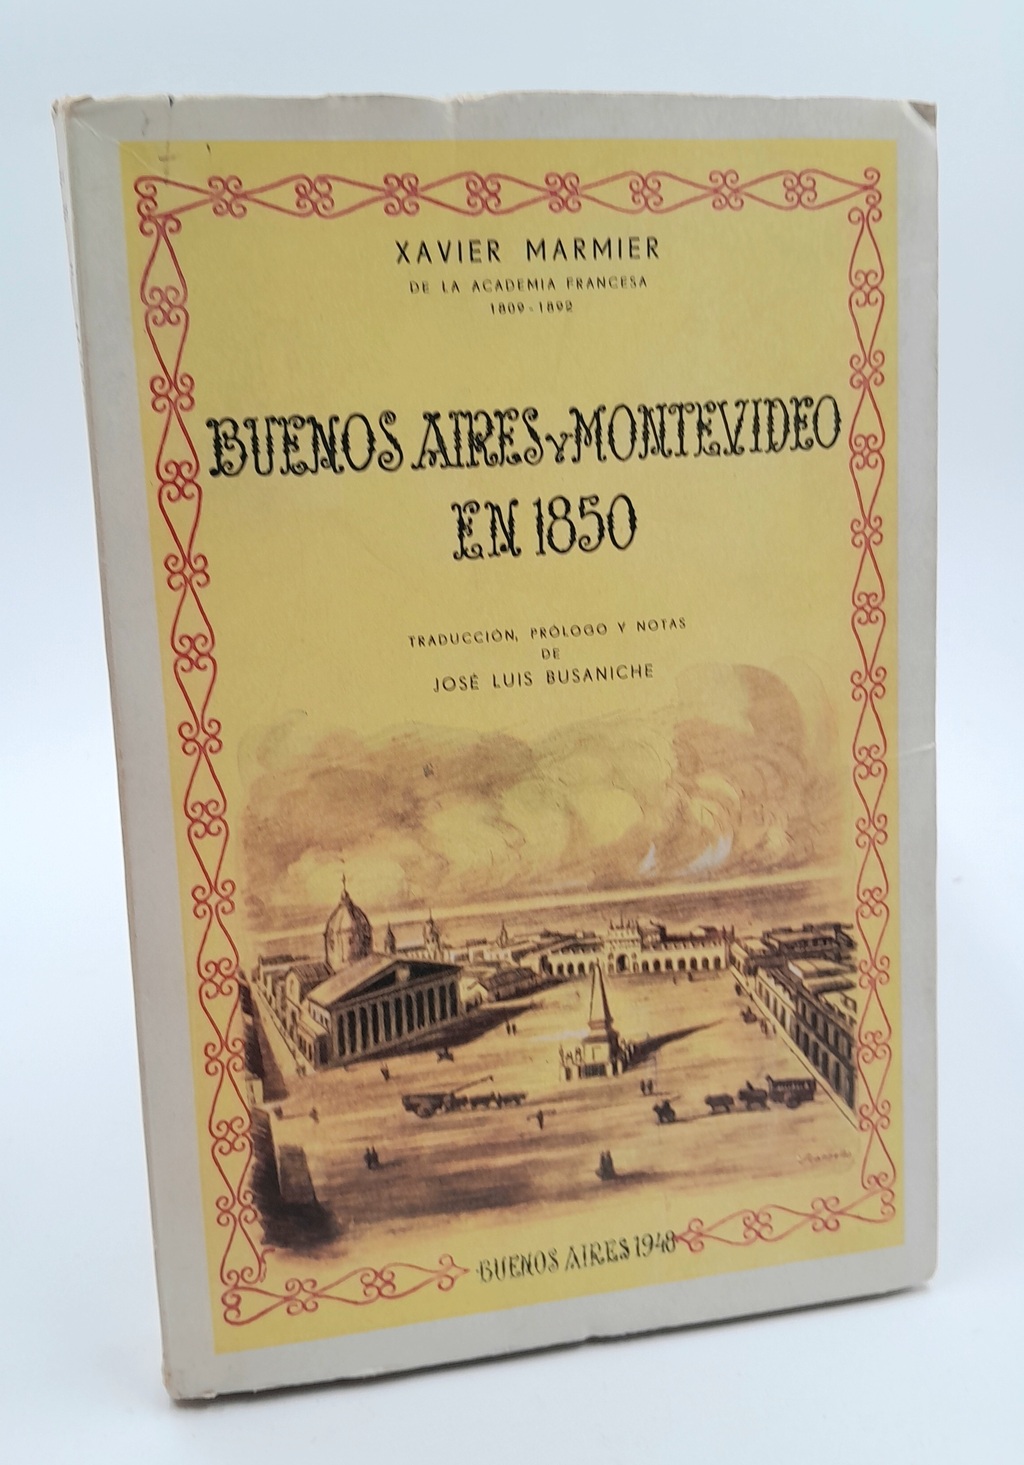 XAVIER MARMIER
DE LA ACADEMIA FRANCESA
1809-1892
BUENOS AIRES Y MONTEVIDEO
EN 1850
TRADUCCIÓN, PRÓLOGO Y NOTAS
DE
JOSÉ LUIS BUSANICHE
BUENOS AIRES 1948